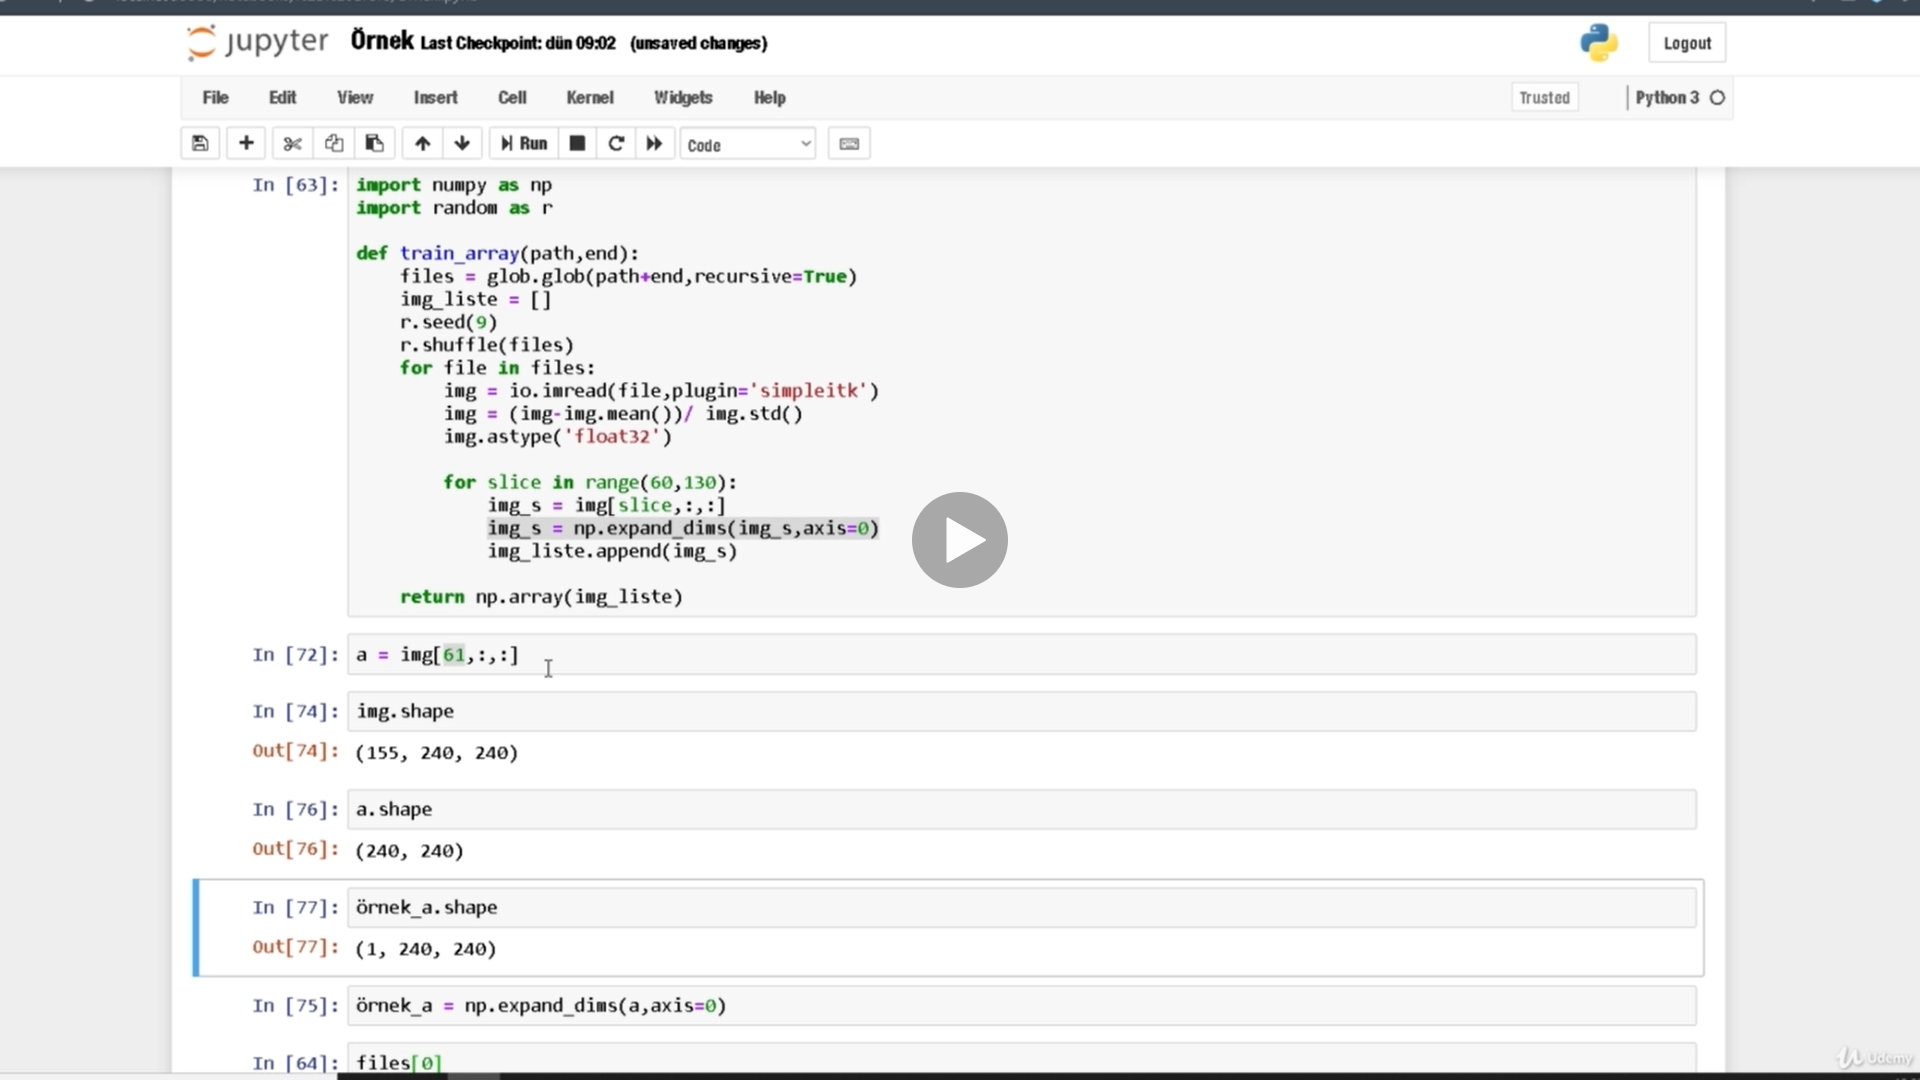 jupyter Örnek Last Checkpoint: dün 09:02 (unsaved changes)
Logout
File Edit View Insert Cell Kernel Widgets Help
Trusted
Python 3
Run
Code
In [63]:
import numpy as np
import random as r
def train_array(path,end):
    files = glob.glob(path+end,recursive=True)
    img_liste = []
    r.seed(9)
    r.shuffle(files)
    for file in files:
        img = io.imread(file,plugin='simpleitk')
        img = (img-img.mean())/ img.std()
        img.astype('float32')
        for slice in range(60,130):
            img_s = img[slice,:,:]
            img_s = np.expand_dims(img_s,axis=0)
            img_liste.append(img_s)
    return np.array(img_liste)
In [72]: a = img[61,:,:]
In [74]: img.shape
Out[74]: (155, 240, 240)
In [76]: a.shape
Out[76]: (240, 240)
In [77]: örnek_a.shape
Out[77]: (1, 240, 240)
In [75]: örnek_a = np.expand_dims(a,axis=0)
In [64]: files[0]
Udemy